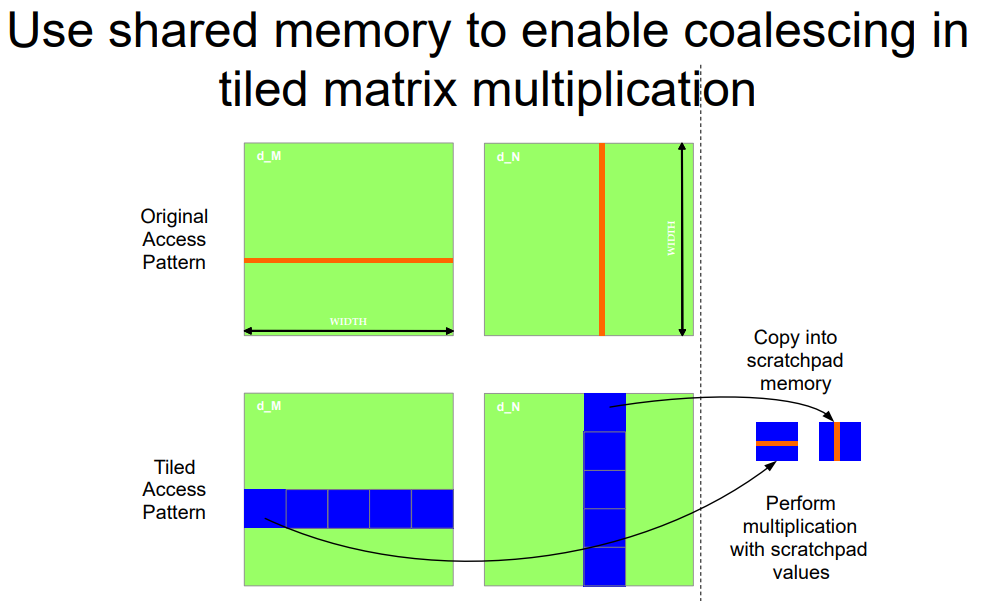 Use shared memory to enable coalescing in
tiled matrix multiplication
d_M
d_N
Original
Access
Pattern
WIDTH
WIDTH
Copy into
scratchpad
memory
d_M
d_N
Tiled
Access
Pattern
Perform
multiplication
with scratchpad
values